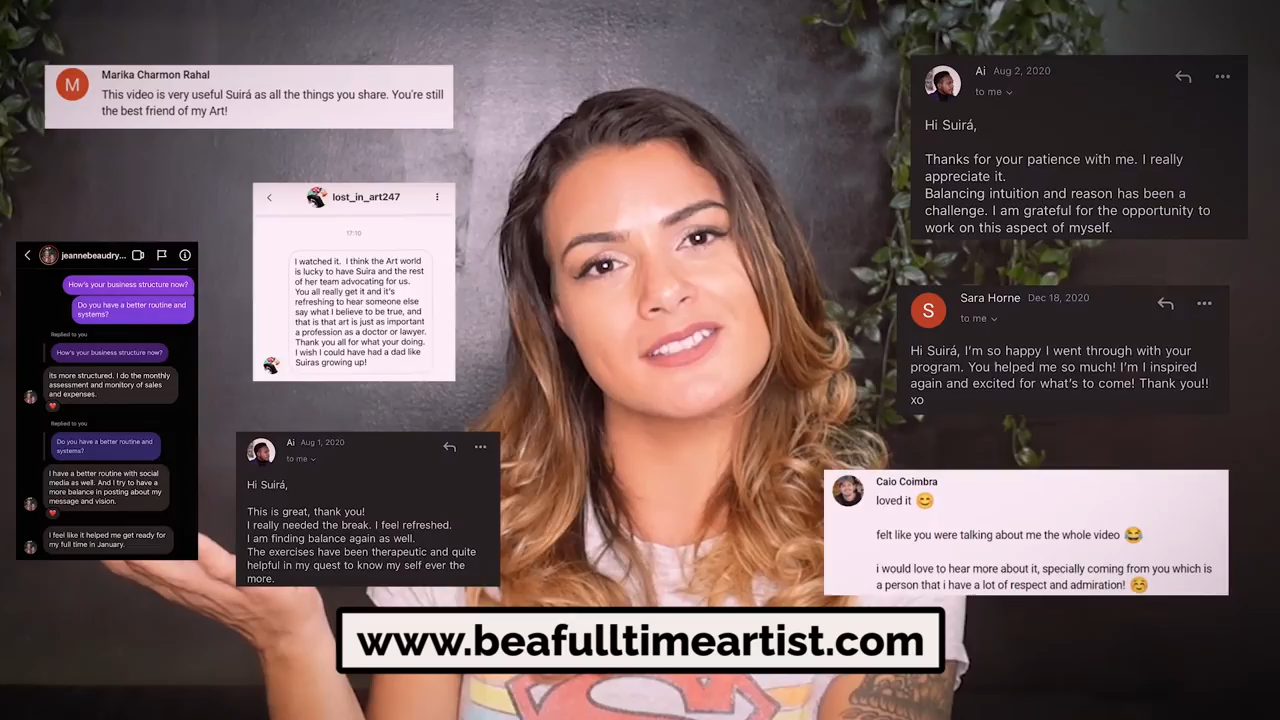 Marika Charmon Rahal
This video is very useful Suirá as all the things you share. You're still
the best friend of my Art!
M
lost_in_art247
17:10
I watched it. I think the Art world
is lucky to have Suira and the rest
of her team advocating for us.
You all really get it and it's
refreshing to hear someone else
say what I believe to be true, and
that is that art is just as important
a profession as a doctor or lawyer.
Thank you all for what your doing.
I wish I could have had a dad like
Suiras growing up!
jeannebeaudry...
How's your business structure now?
Do you have a better routine and
systems?
Replied to you
How's your business structure now?
its more structured. I do the monthly
assessment and monitory of sales
and expenses.
Replied to you
Do you have a better routine and
systems?
I have a better routine with social
media as well. And I try to have a
more balance in posting about my
message and vision.
I feel like it helped me get ready for
my full time in January.
Ai Aug 1, 2020
to me
Hi Suirá,
This is great, thank you!
I really needed the break. I feel refreshed.
I am finding balance again as well.
The exercises have been therapeutic and quite
helpful in my quest to know my self ever the
more.
Ai Aug 2, 2020
to me
Hi Suirá,
Thanks for your patience with me. I really
appreciate it.
Balancing intuition and reason has been a
challenge. I am grateful for the opportunity to
work on this aspect of myself.
S
Sara Horne Dec 18, 2020
to me
Hi Suirá, I'm so happy I went through with your
program. You helped me so much! I'm I inspired
again and excited for what's to come! Thank you!!
xo
Caio Coimbra
loved it 😊
felt like you were talking about me the whole video 😂
i would love to hear more about it, specially coming from you which is
a person that i have a lot of respect and admiration! ☺️
www.beafulltimeartist.com